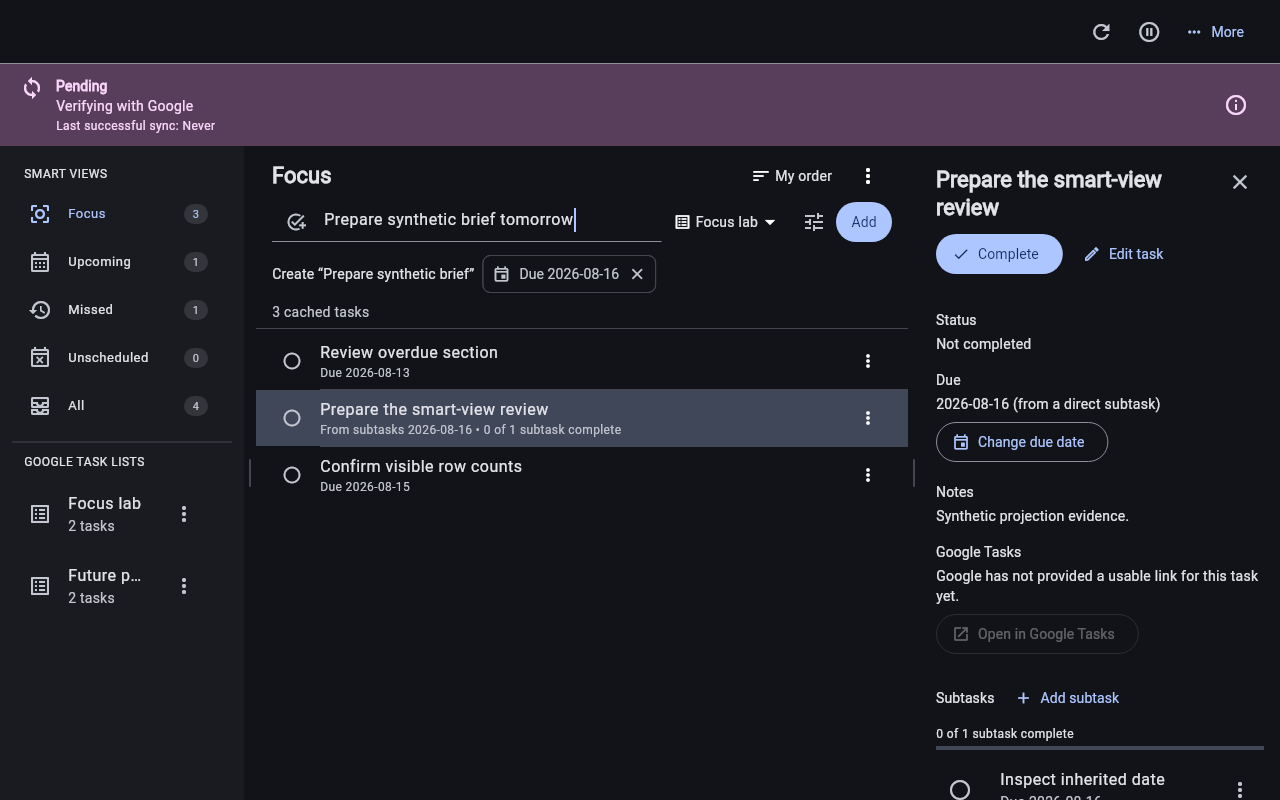 More
Pending
Verifying with Google
Last successful sync: Never
SMART VIEWS
Focus 3
Upcoming 1
Missed 1
Unscheduled 0
All 4
GOOGLE TASK LISTS
Focus lab
2 tasks
Future p...
2 tasks
Focus
My order
Prepare synthetic brief tomorrow
Focus lab
Add
Create “Prepare synthetic brief”
Due 2026-08-16
3 cached tasks
Review overdue section
Due 2026-08-13
Prepare the smart-view review
From subtasks 2026-08-16 • 0 of 1 subtask complete
Confirm visible row counts
Due 2026-08-15
Prepare the smart-view
review
Complete
Edit task
Status
Not completed
Due
2026-08-16 (from a direct subtask)
Change due date
Notes
Synthetic projection evidence.
Google Tasks
Google has not provided a usable link for this task
yet.
Open in Google Tasks
Subtasks
Add subtask
0 of 1 subtask complete
Inspect inherited date
Due 2026-08-16